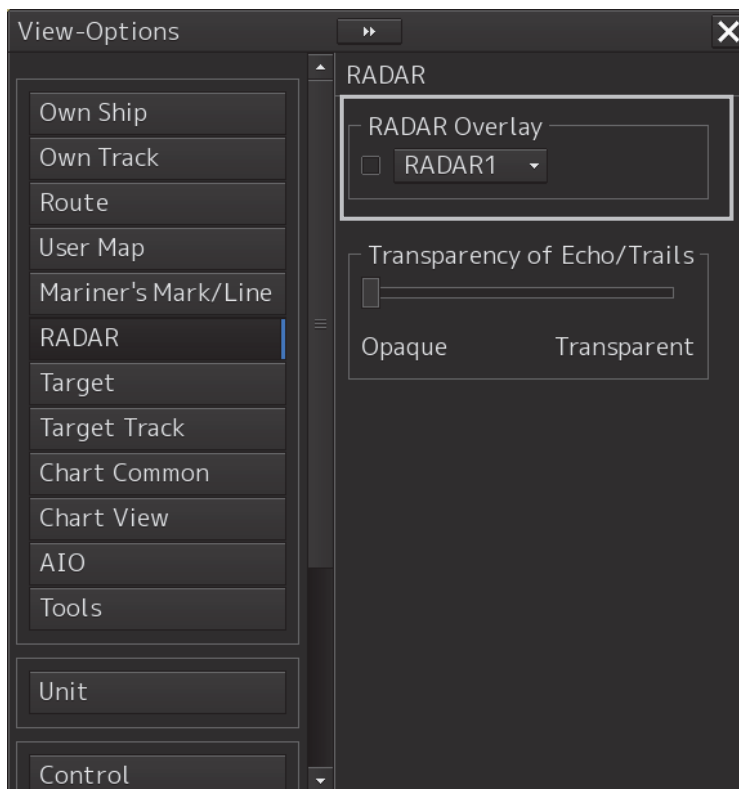 View-Options
Own Ship
Own Track
Route
User Map
Mariner's Mark/Line
RADAR
Target
Target Track
Chart Common
Chart View
AIO
Tools
Unit
Control
RADAR
RADAR Overlay
RADAR1
Transparency of Echo/Trails
Opaque Transparent